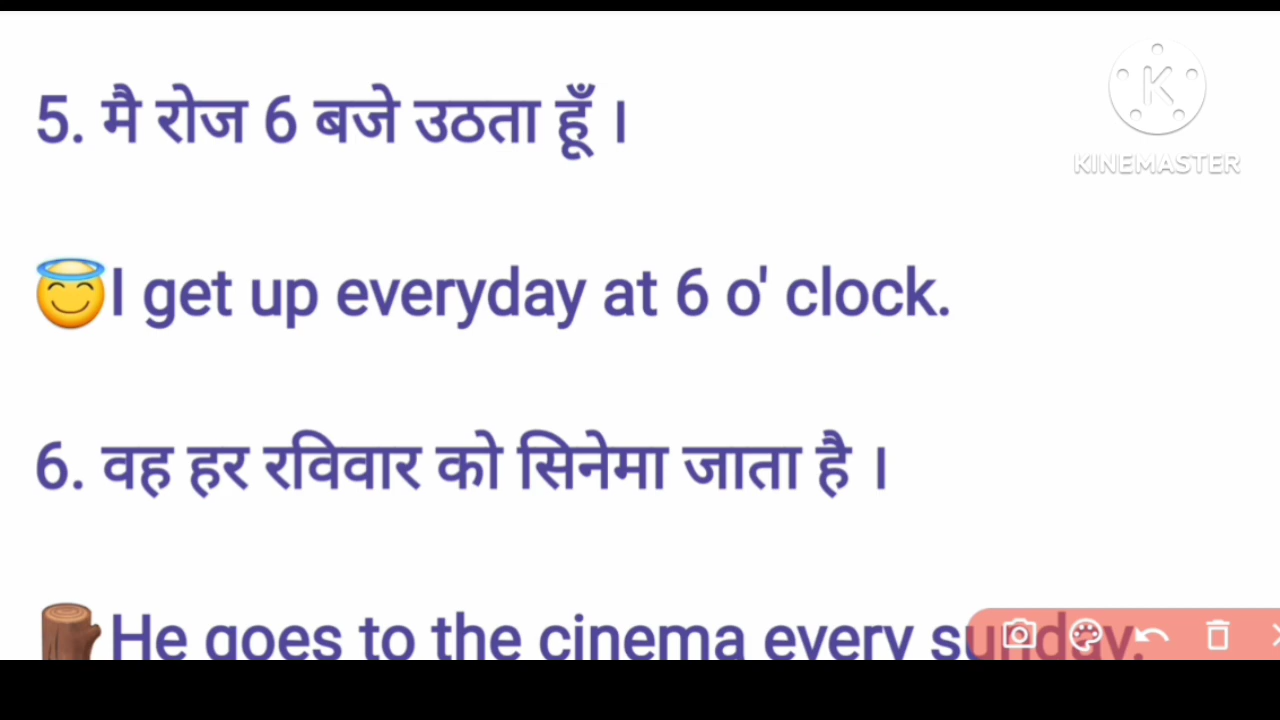 5. मै रोज 6 बजे उठता हूँ ।
KINEMASTER
I get up everyday at 6 o' clock.
6. वह हर रविवार को सिनेमा जाता है ।
He goes to the cinema every sunday.